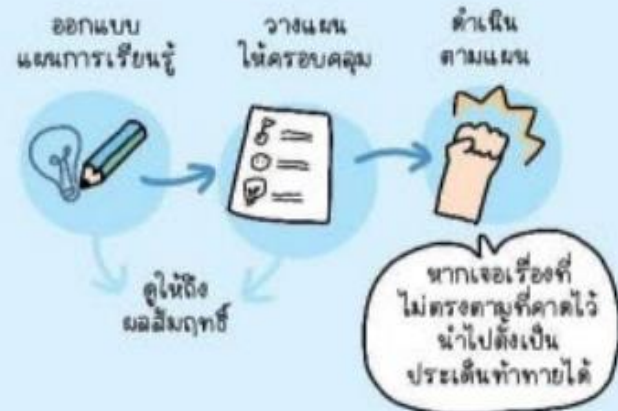 ออกแบบ
แผนการเรียนรู้
วางแผน
ให้ครอบคลุม
ดำเนิน
ตามแผน
ดูให้ถึง
ผลสัมฤทธิ์
หากเจอเรื่องที่
ไม่ตรงตามที่คาดไว้
นำไปตั้งเป็น
ประเด็นท้าทายได้